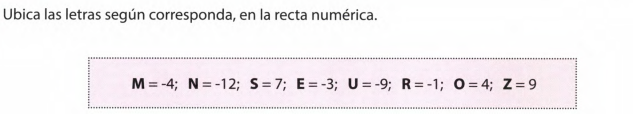 Ubica las letras según corresponda, en la recta numérica.
M = -4; N = -12; S = 7; E = -3; U = -9; R = -1; O = 4; Z = 9